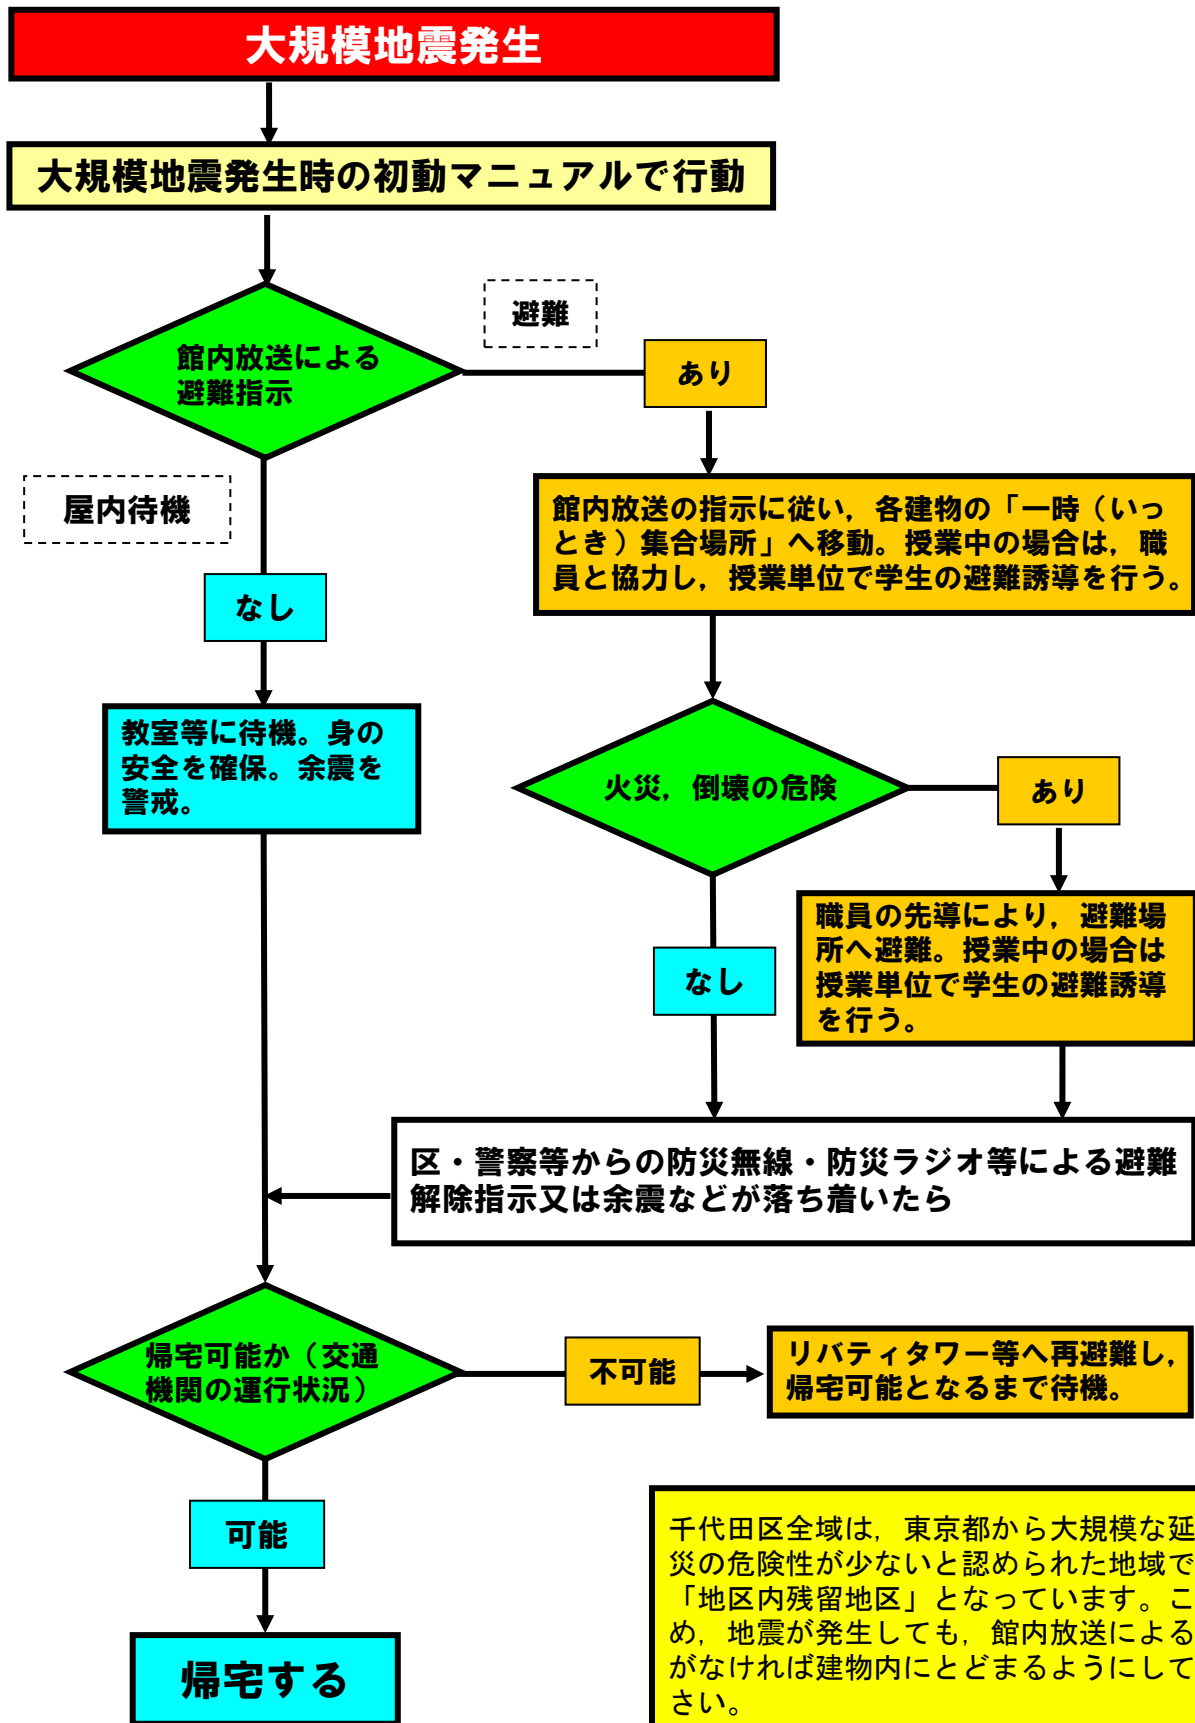 大規模地震発生
大規模地震発生時の初動マニュアルで行動
避難
館内放送による
避難指示
あり
屋内待機
館内放送の指示に従い，各建物の「一時（いっ
とき）集合場所」へ移動。授業中の場合は，職
員と協力し，授業単位で学生の避難誘導を行う。
なし
教室等に待機。身の
安全を確保。余震を
警戒。
火災，倒壊の危険
あり
職員の先導により，避難場
所へ避難。授業中の場合は
授業単位で学生の避難誘導
を行う。
なし
区・警察等からの防災無線・防災ラジオ等による避難
解除指示又は余震などが落ち着いたら
帰宅可能か（交通
機関の運行状況）
不可能
リバティタワー等へ再避難し，
帰宅可能となるまで待機。
可能
帰宅する
千代田区全域は，東京都から大規模な延
災の危険性が少ないと認められた地域で
「地区内残留地区」となっています。こ
め，地震が発生しても，館内放送による
がなければ建物内にとどまるようにして
さい。